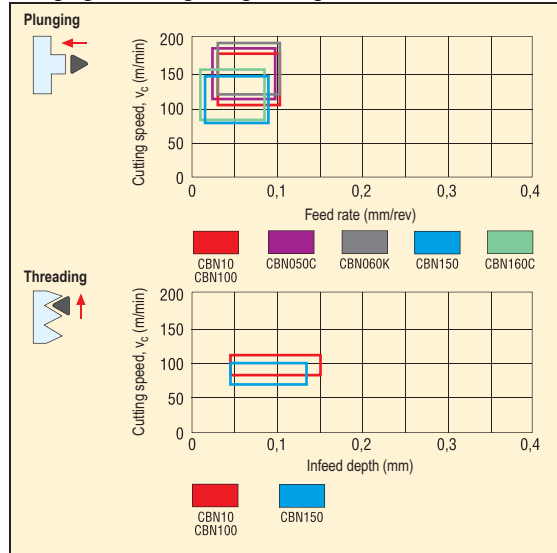 Plunging
Cutting speed, vc (m/min)
200
150
100
50
0
0 0,1 0,2 0,3 0,4
Feed rate (mm/rev)
CBN10 CBN050C CBN060K CBN150 CBN160C
CBN100
Threading
Cutting speed, vc (m/min)
200
150
100
50
0
0 0,1 0,2 0,3 0,4
Infeed depth (mm)
CBN10 CBN150
CBN100